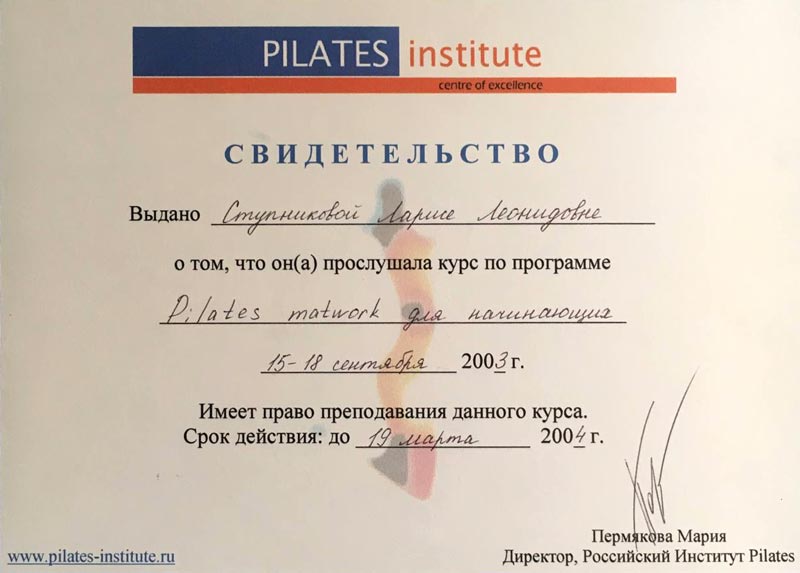 PILATES institute
centre of excellence
СВИДЕТЕЛЬСТВО
Выдано Ступниковой Ларисе Леонидовне
о том, что он(а) прослушала курс по программе
Pilates matwork для начинающих
15-18 сентября 2003 г.
Имеет право преподавания данного курса.
Срок действия: до 19 марта 2004 г.
Пермякова Мария
www.pilates-institute.ru Директор, Российский Институт Pilates